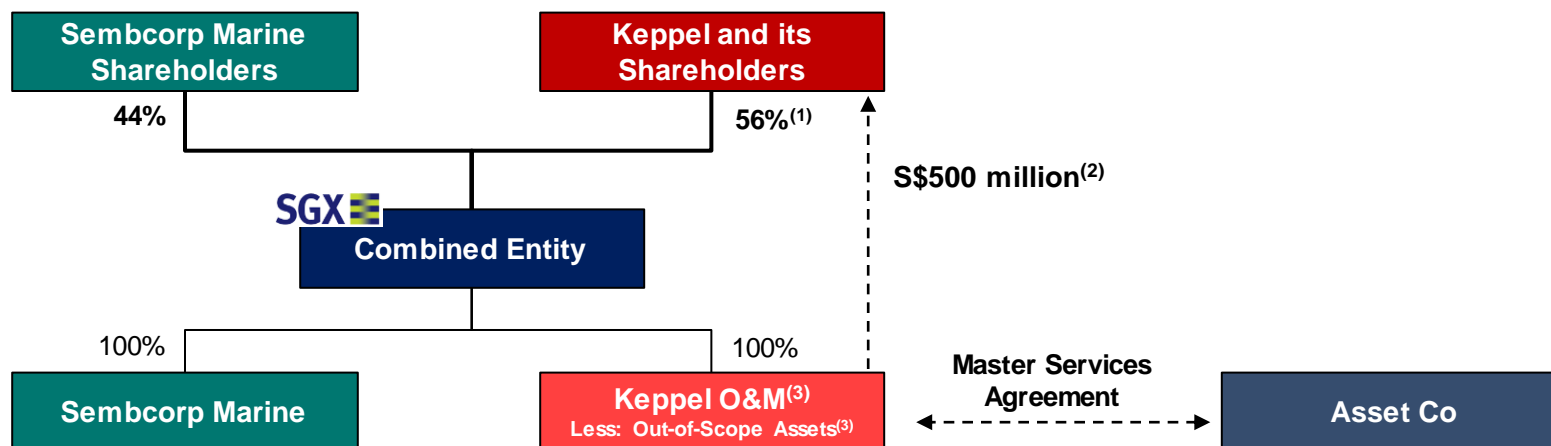 Sembcorp Marine
Shareholders
Keppel and its
Shareholders
44%
56%(1)
S$500 million(2)
SGX
Combined Entity
100%
100%
Sembcorp Marine
Keppel O&M(3)
Less: Out-of-Scope Assets(3)
Master Services
Agreement
Asset Co